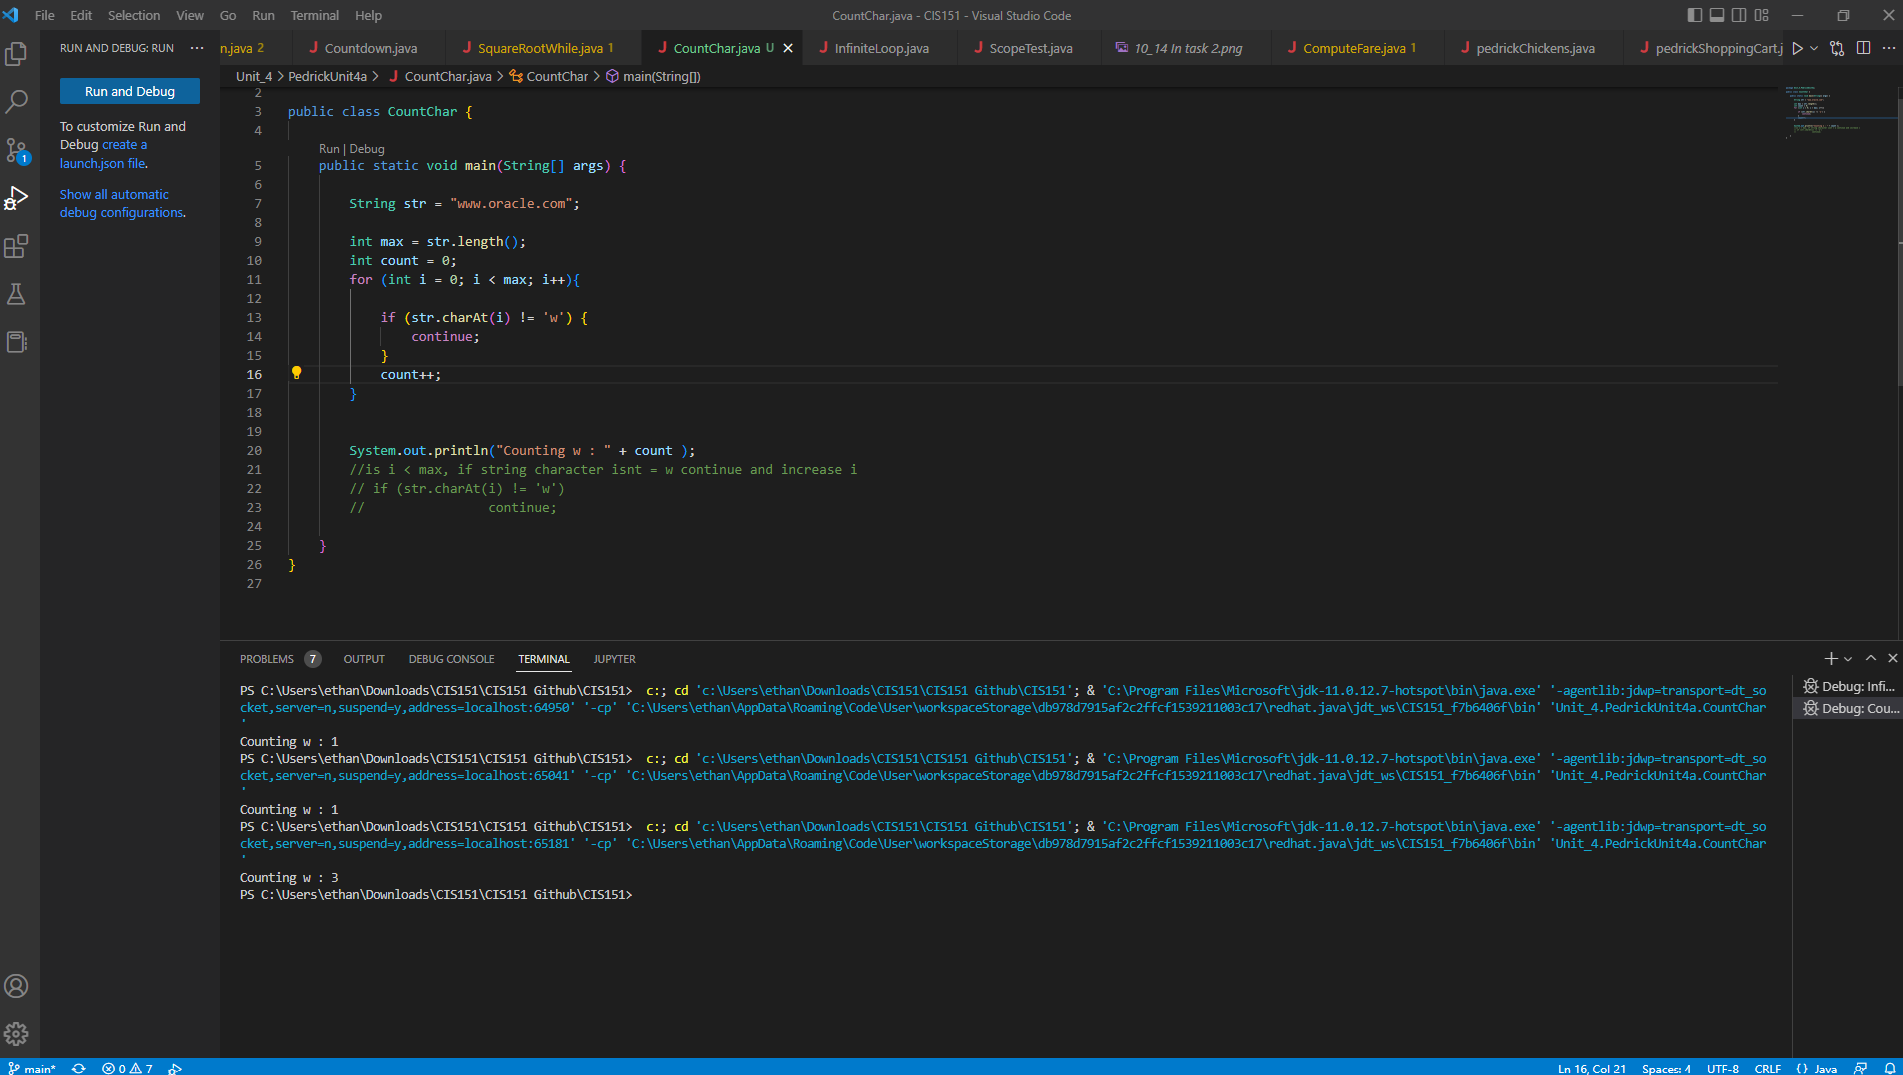 File Edit Selection View Go Run Terminal Help CountChar.java - CIS151 - Visual Studio Code
RUN AND DEBUG: RUN ···
n.java 2 Countdown.java SquareRootWhile.java 1 CountChar.java U InfiniteLoop.java ScopeTest.java 10_14 In task 2.png ComputeFare.java 1 pedrickChickens.java pedrickShoppingCart.j
Unit_4 > PedrickUnit4a > CountChar.java > CountChar > main(String[])
Run and Debug
To customize Run and
Debug create a
launch.json file.
Show all automatic
debug configurations.
1
2
3 public class CountChar {
4
Run | Debug
5 public static void main(String[] args) {
6
7 String str = "www.oracle.com";
8
9 int max = str.length();
10 int count = 0;
11 for (int i = 0; i < max; i++){
12
13 if (str.charAt(i) != 'w') {
14 continue;
15 }
16 count++;
17 }
18
19
20 System.out.println("Counting w : " + count );
21 //is i < max, if string character isnt = w continue and increase i
22 // if (str.charAt(i) != 'w')
23 // continue;
24
25 }
26 }
27
PROBLEMS 7 OUTPUT DEBUG CONSOLE TERMINAL JUPYTER
PS C:\Users\ethan\Downloads\CIS151\CIS151 Github\CIS151> c:; cd 'c:\Users\ethan\Downloads\CIS151\CIS151 Github\CIS151'; & 'C:\Program Files\Microsoft\jdk-11.0.12.7-hotspot\bin\java.exe' '-agentlib:jdwp=transport=dt_so
cket,server=n,suspend=y,address=localhost:64950' '-cp' 'C:\Users\ethan\AppData\Roaming\Code\User\workspaceStorage\db978d7915af2c2ffcf1539211003c17\redhat.java\jdt_ws\CIS151_f7b6406f\bin' 'Unit_4.PedrickUnit4a.CountChar
'
Counting w : 1
PS C:\Users\ethan\Downloads\CIS151\CIS151 Github\CIS151> c:; cd 'c:\Users\ethan\Downloads\CIS151\CIS151 Github\CIS151'; & 'C:\Program Files\Microsoft\jdk-11.0.12.7-hotspot\bin\java.exe' '-agentlib:jdwp=transport=dt_so
cket,server=n,suspend=y,address=localhost:65041' '-cp' 'C:\Users\ethan\AppData\Roaming\Code\User\workspaceStorage\db978d7915af2c2ffcf1539211003c17\redhat.java\jdt_ws\CIS151_f7b6406f\bin' 'Unit_4.PedrickUnit4a.CountChar
'
Counting w : 1
PS C:\Users\ethan\Downloads\CIS151\CIS151 Github\CIS151> c:; cd 'c:\Users\ethan\Downloads\CIS151\CIS151 Github\CIS151'; & 'C:\Program Files\Microsoft\jdk-11.0.12.7-hotspot\bin\java.exe' '-agentlib:jdwp=transport=dt_so
cket,server=n,suspend=y,address=localhost:65181' '-cp' 'C:\Users\ethan\AppData\Roaming\Code\User\workspaceStorage\db978d7915af2c2ffcf1539211003c17\redhat.java\jdt_ws\CIS151_f7b6406f\bin' 'Unit_4.PedrickUnit4a.CountChar
'
Counting w : 3
PS C:\Users\ethan\Downloads\CIS151\CIS151 Github\CIS151>
Debug: Infi...
Debug: Cou...
main* 0 7 Ln 16, Col 21 Spaces: 4 UTF-8 CRLF {} Java